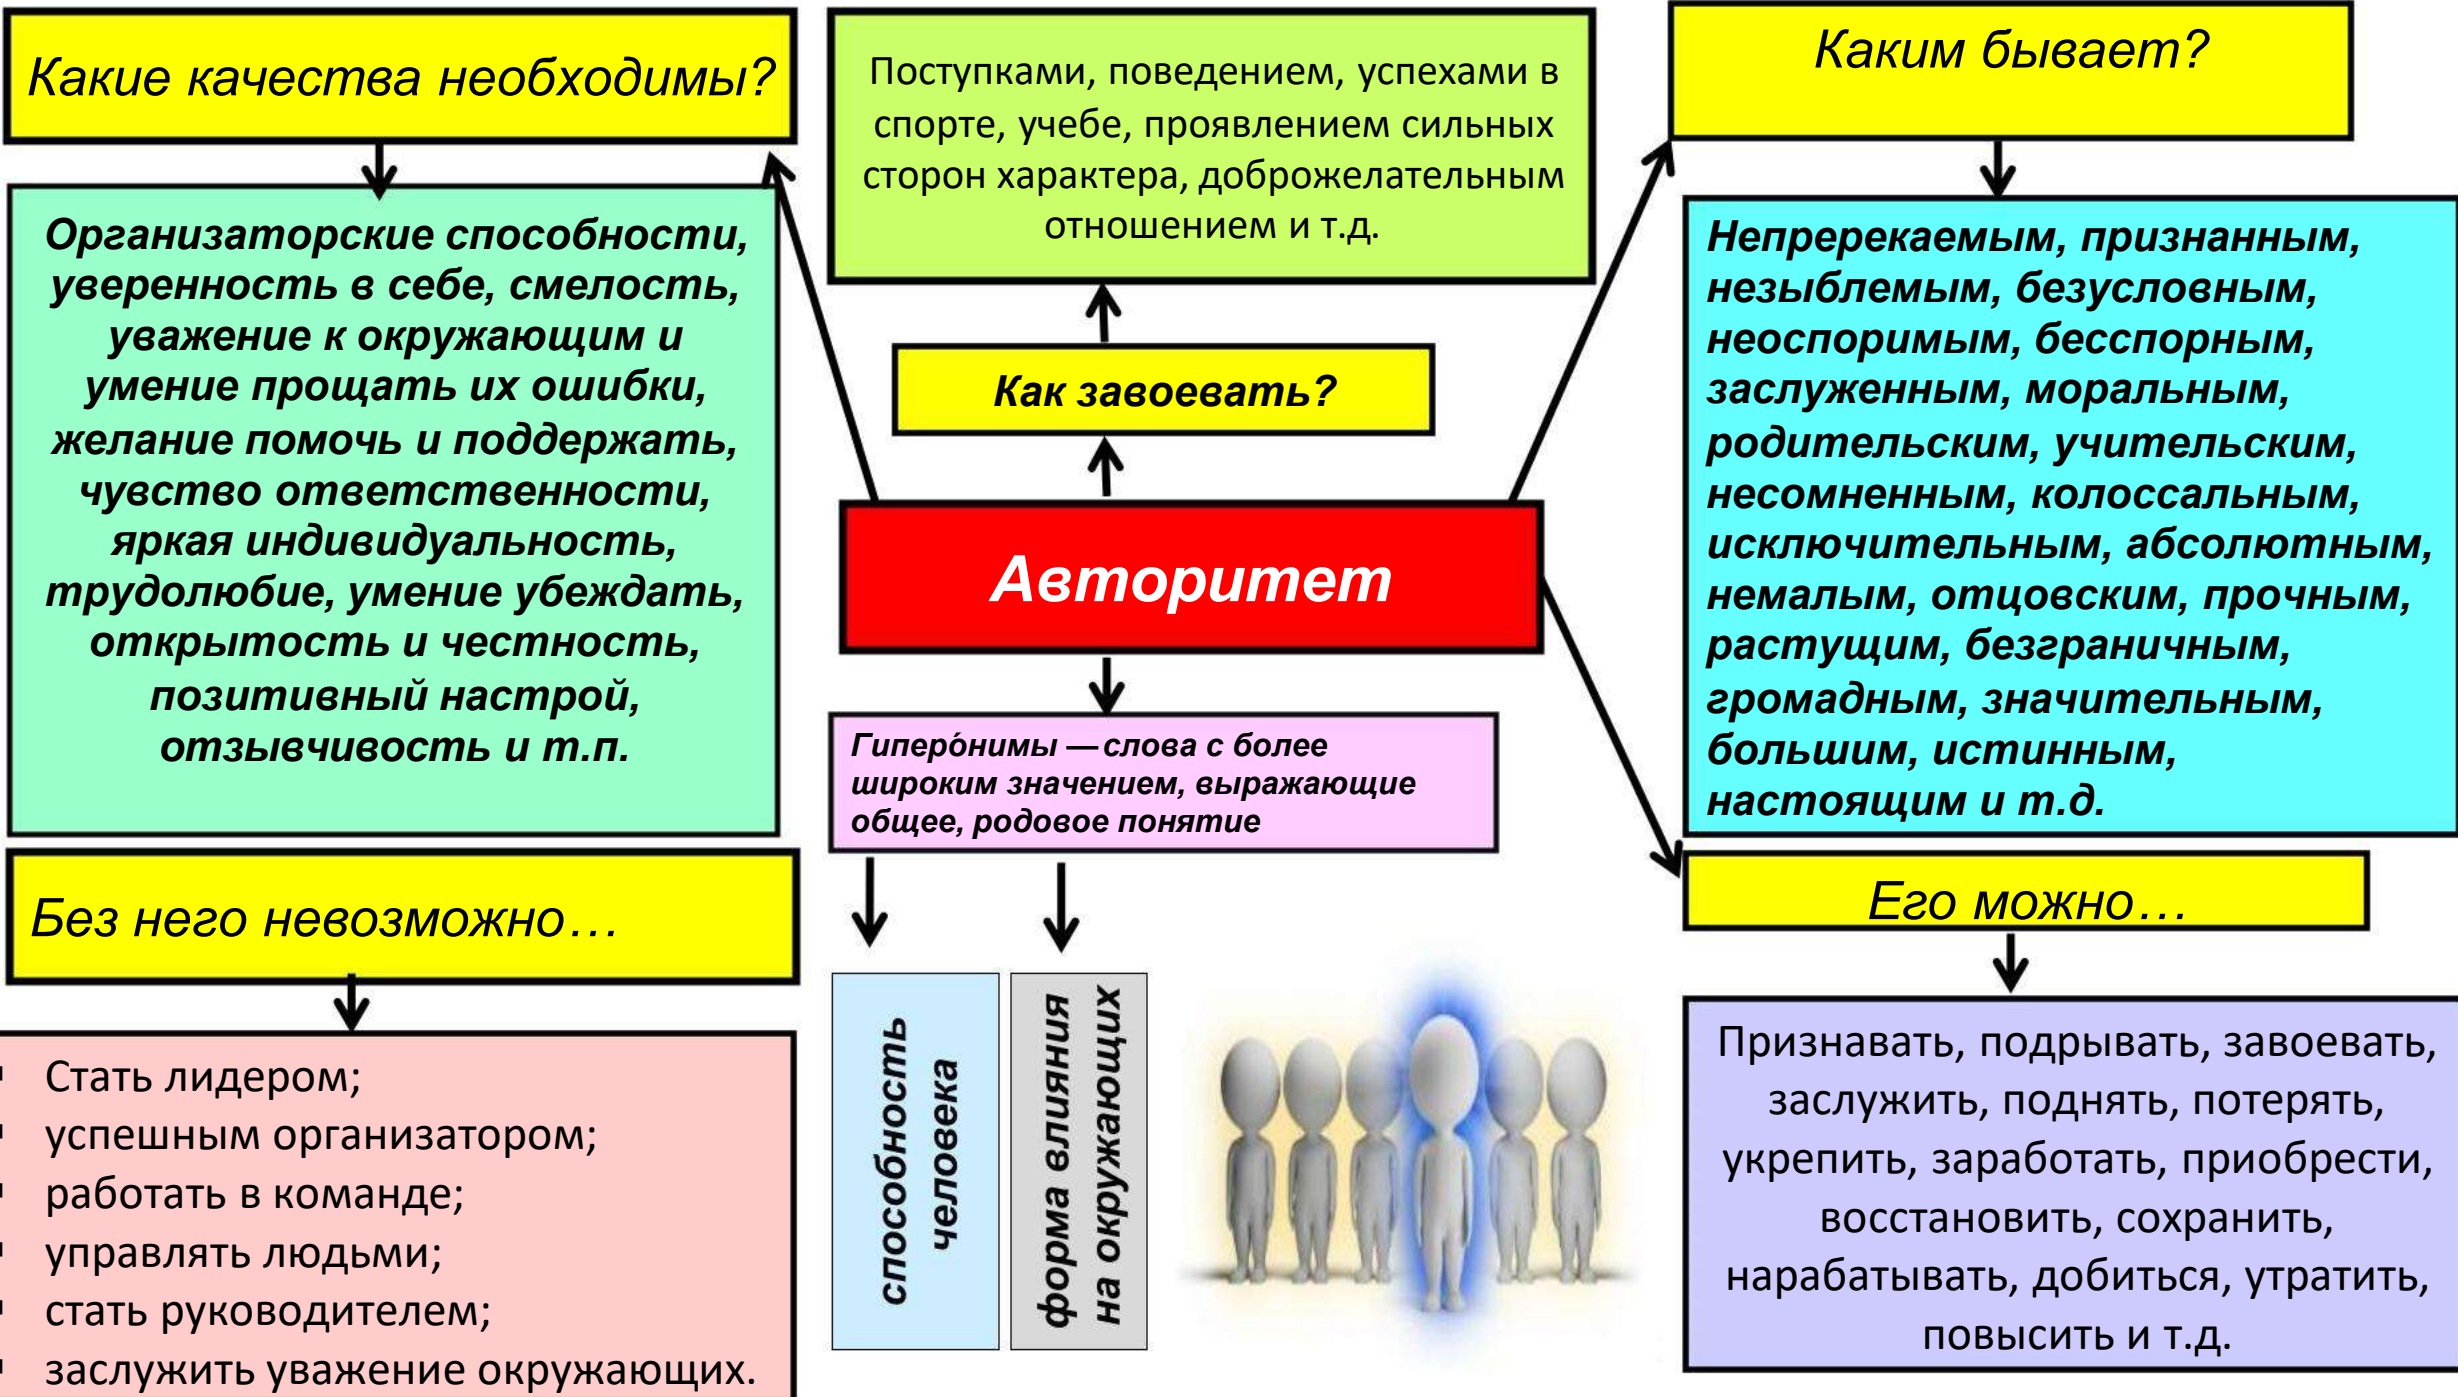 Какие качества необходимы?
Организаторские способности,
уверенность в себе, смелость,
уважение к окружающим и
умение прощать их ошибки,
желание помочь и поддержать,
чувство ответственности,
яркая индивидуальность,
трудолюбие, умение убеждать,
открытость и честность,
позитивный настрой,
отзывчивость и т.п.
Без него невозможно…
▪ Стать лидером;
▪ успешным организатором;
▪ работать в команде;
▪ управлять людьми;
▪ стать руководителем;
▪ заслужить уважение окружающих.
Поступками, поведением, успехами в
спорте, учебе, проявлением сильных
сторон характера, доброжелательным
отношением и т.д.
Как завоевать?
Авторитет
Гиперо́нимы — слова с более
широким значением, выражающие
общее, родовое понятие
способность
человека
форма влияния
на окружающих
Каким бывает?
Непререкаемым, признанным,
незыблемым, безусловным,
неоспоримым, бесспорным,
заслуженным, моральным,
родительским, учительским,
несомненным, колоссальным,
исключительным, абсолютным,
немалым, отцовским, прочным,
растущим, безграничным,
громадным, значительным,
большим, истинным,
настоящим и т.д.
Его можно…
Признавать, подрывать, завоевать,
заслужить, поднять, потерять,
укрепить, заработать, приобрести,
восстановить, сохранить,
нарабатывать, добиться, утратить,
повысить и т.д.